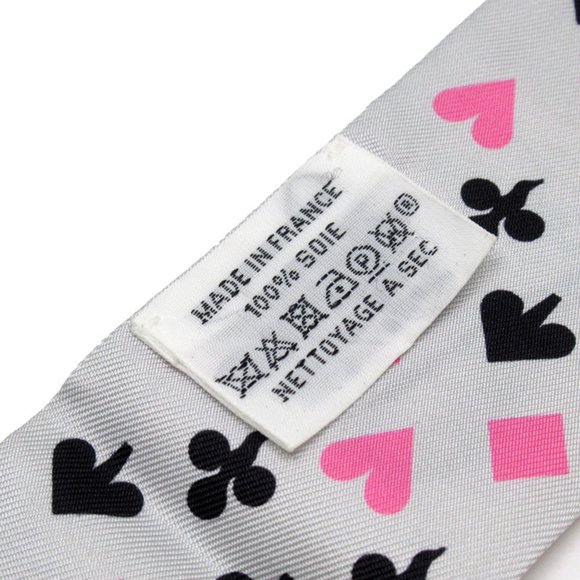 MADE IN FRANCE
100% SOIE
P ®
NETTOYAGE A SEC